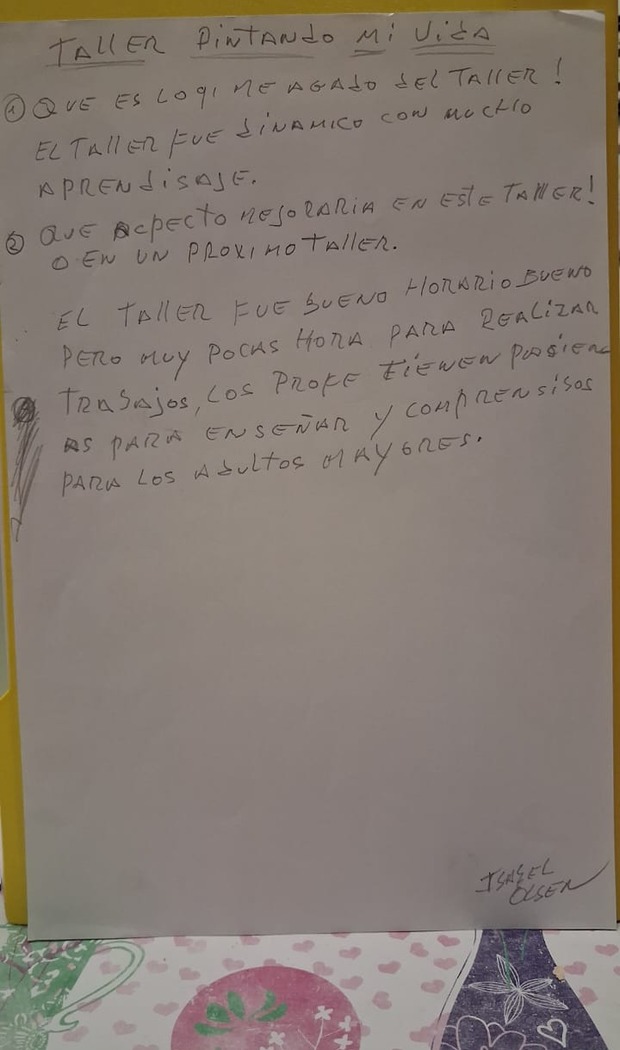 TALLER PINTANDO MI VIDA
① QUE ES LO QI ME AGADO DEL TALLER!
EL TALLER FUE DINAMICO CON MUCHO
APRENDISAJE.
② QUE ACPECTO MEJORARIA EN ESTE TALLER!
O EN UN PROXIMO TALLER.
EL TALLER FUE BUENO HORARIO BUENO
PERO MUY POCAS HORA PARA REALIZAR
TRABAJOS, LOS PROFE TIENEN PASIENC
AS PARA ENSEÑAR Y COMPRENSIBOS
PARA LOS ADULTOS MAYORES.
ISABEL
OLSEN